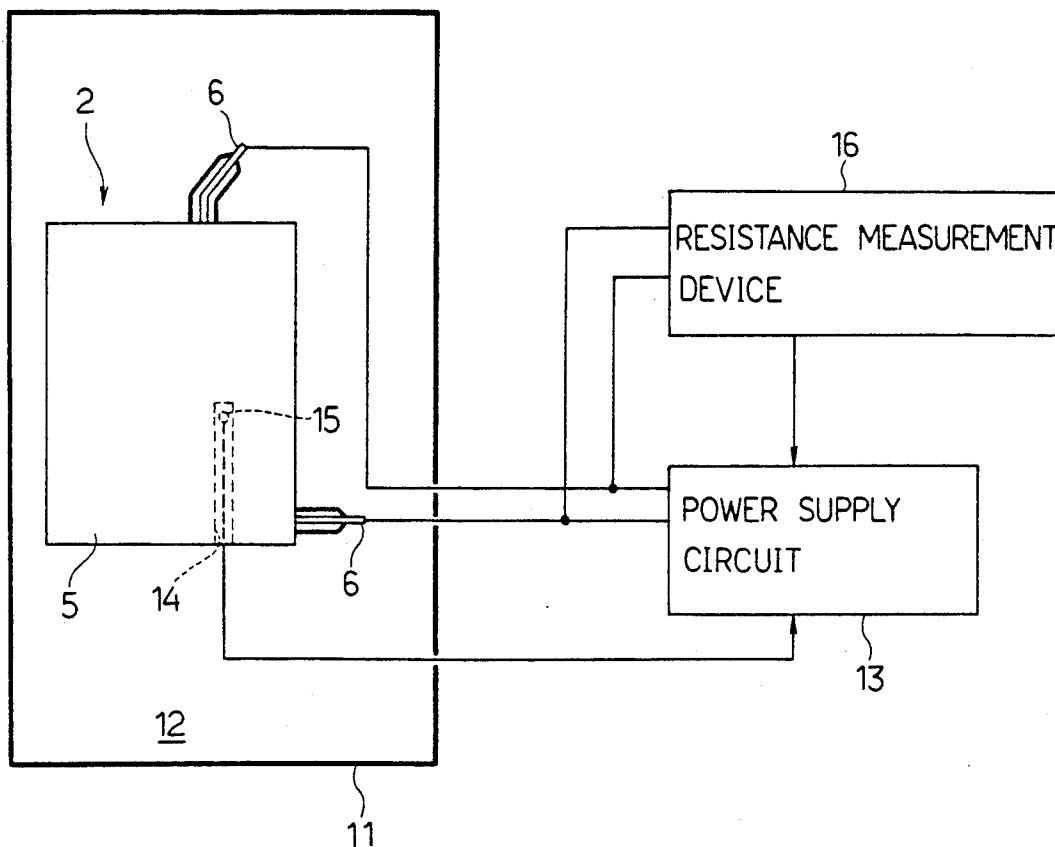 6
2
16
RESISTANCE MEASUREMENT
DEVICE
15
POWER SUPPLY
CIRCUIT
5
14
6
13
12
11